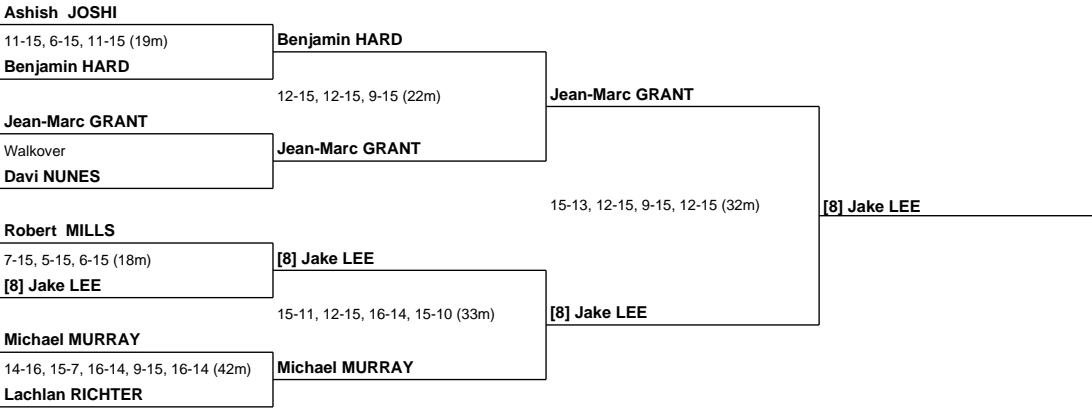 Ashish  JOSHI
11-15, 6-15, 11-15 (19m)
Benjamin HARD
Benjamin HARD
12-15, 12-15, 9-15 (22m)
Jean-Marc GRANT
Jean-Marc GRANT
Walkover
Jean-Marc GRANT
Davi NUNES
15-13, 12-15, 9-15, 12-15 (32m)
[8] Jake LEE
Robert  MILLS
7-15, 5-15, 6-15 (18m)
[8] Jake LEE
[8] Jake LEE
15-11, 12-15, 16-14, 15-10 (33m)
[8] Jake LEE
Michael MURRAY
14-16, 15-7, 16-14, 9-15, 16-14 (42m)
Michael MURRAY
Lachlan RICHTER